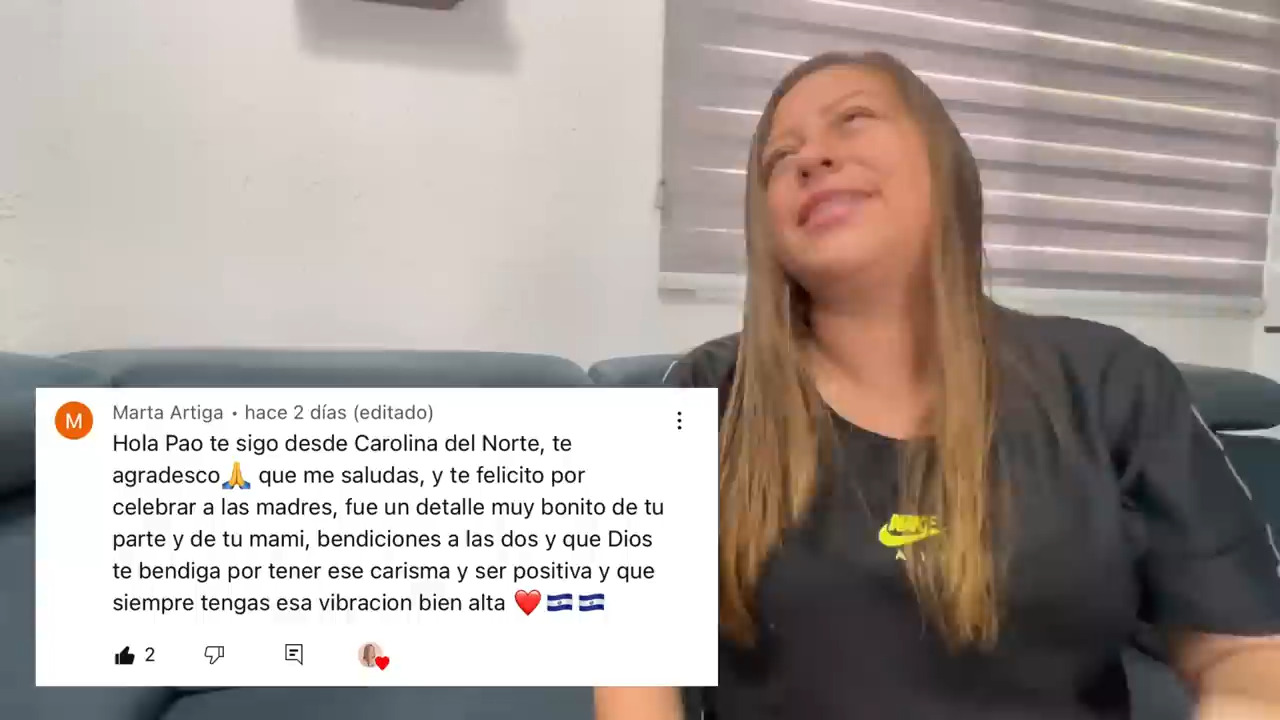 M
Marta Artiga • hace 2 días (editado)
Hola Pao te sigo desde Carolina del Norte, te
agradesco🙏 que me saludas, y te felicito por
celebrar a las madres, fue un detalle muy bonito de tu
parte y de tu mami, bendiciones a las dos y que Dios
te bendiga por tener ese carisma y ser positiva y que
siempre tengas esa vibracion bien alta ❤️🇸🇻🇸🇻
2